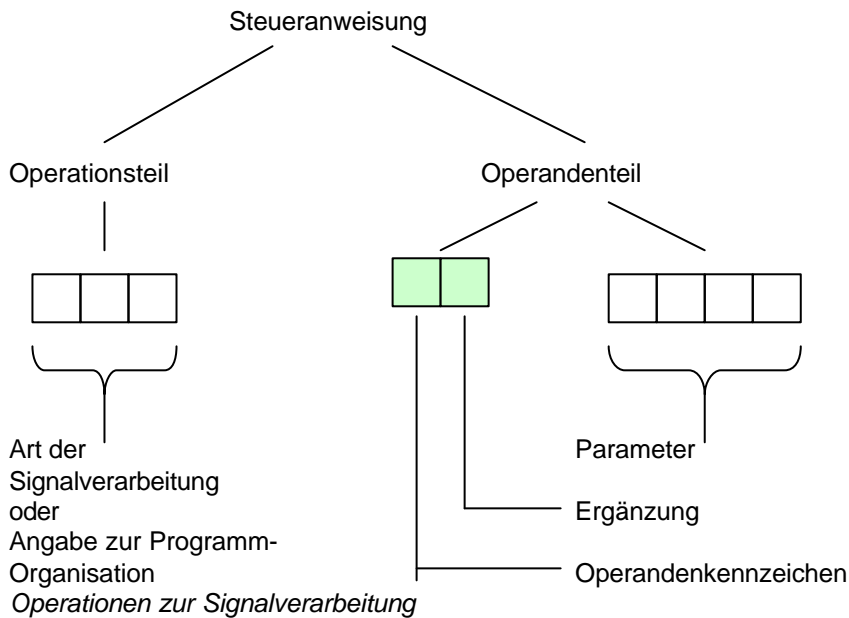 Steueranweisung
Operationsteil
Operandenteil
Art der
Signalverarbeitung
oder
Angabe zur Programm-
Organisation
Operationen zur Signalverarbeitung
Parameter
Ergänzung
Operandenkennzeichen